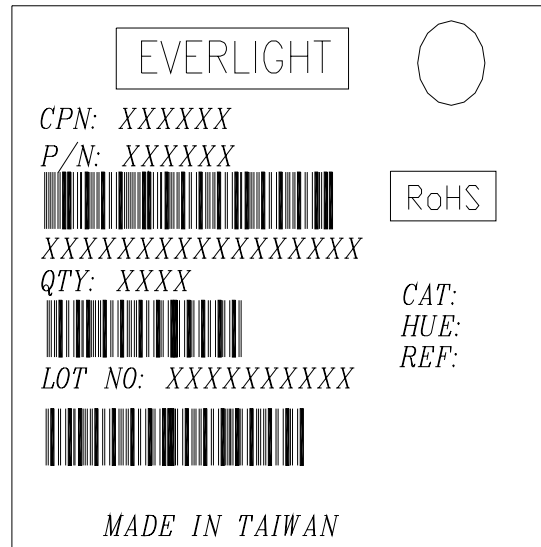 EVERLIGHT
CPN: XXXXXX
P/N: XXXXXX
RoHS
XXXXXXXXXXXXXXXXX
QTY: XXXX
CAT:
HUE:
REF:
LOT NO: XXXXXXXXXX
MADE IN TAIWAN